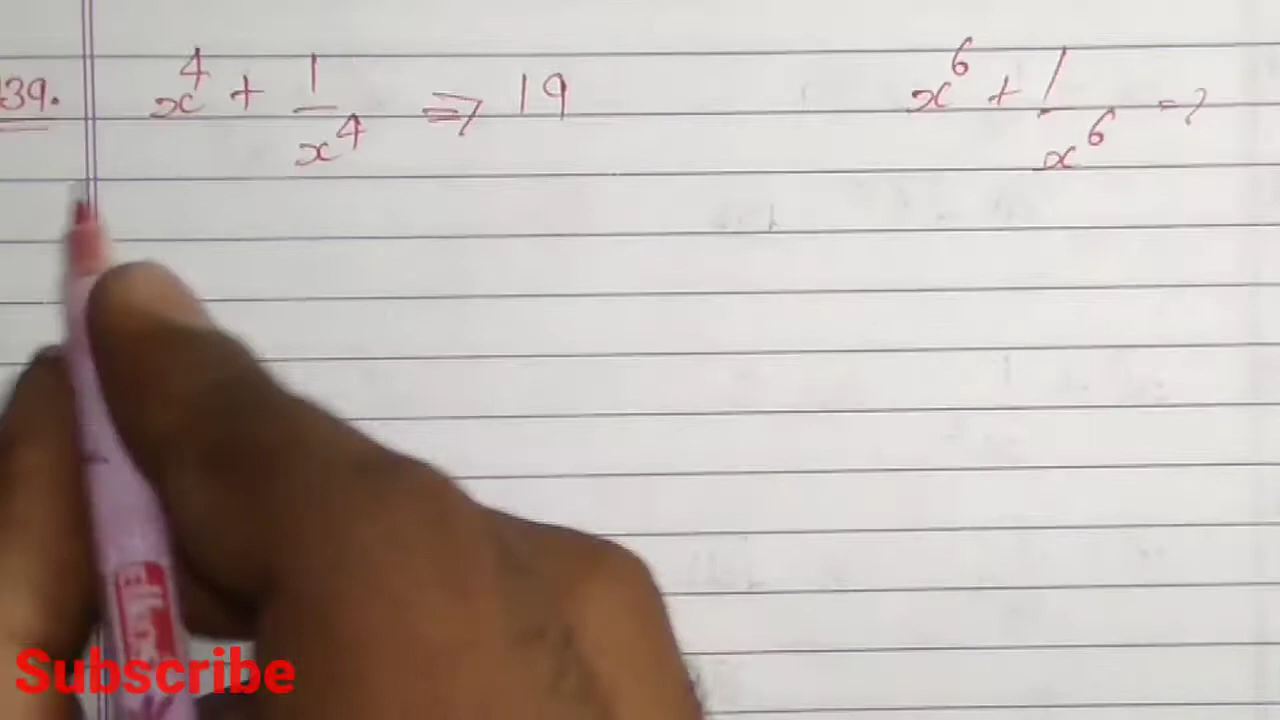 39. x⁴ + 1/x⁴ ⇒ 19 x⁶ + 1/x⁶ = ?
Subscribe